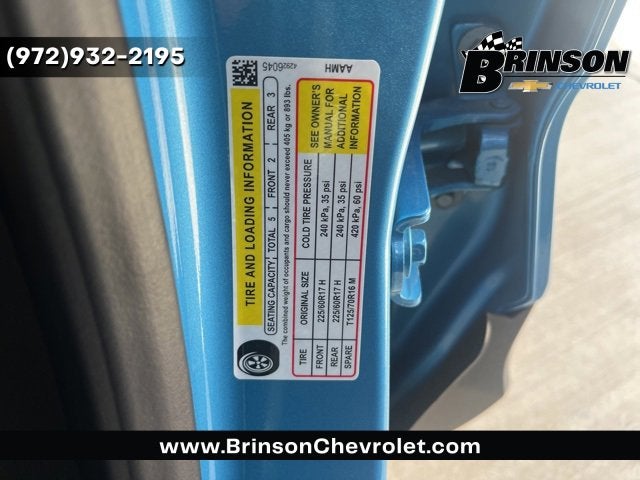 (972)932-2195
BRINSON
CHEVROLET
42926045
AAMH
TIRE AND LOADING INFORMATION
SEATING CAPACITY TOTAL 5 FRONT 2 REAR 3
The combined weight of occupants and cargo should never exceed 405 kg or 893 lbs.
TIRE ORIGINAL SIZE COLD TIRE PRESSURE
FRONT 225/60R17 H 240 kPa, 35 psi
REAR 225/60R17 H 240 kPa, 35 psi
SPARE T125/70R16 M 420 kPa, 60 psi
SEE OWNER'S
MANUAL FOR
ADDITIONAL
INFORMATION
www.BrinsonChevrolet.com